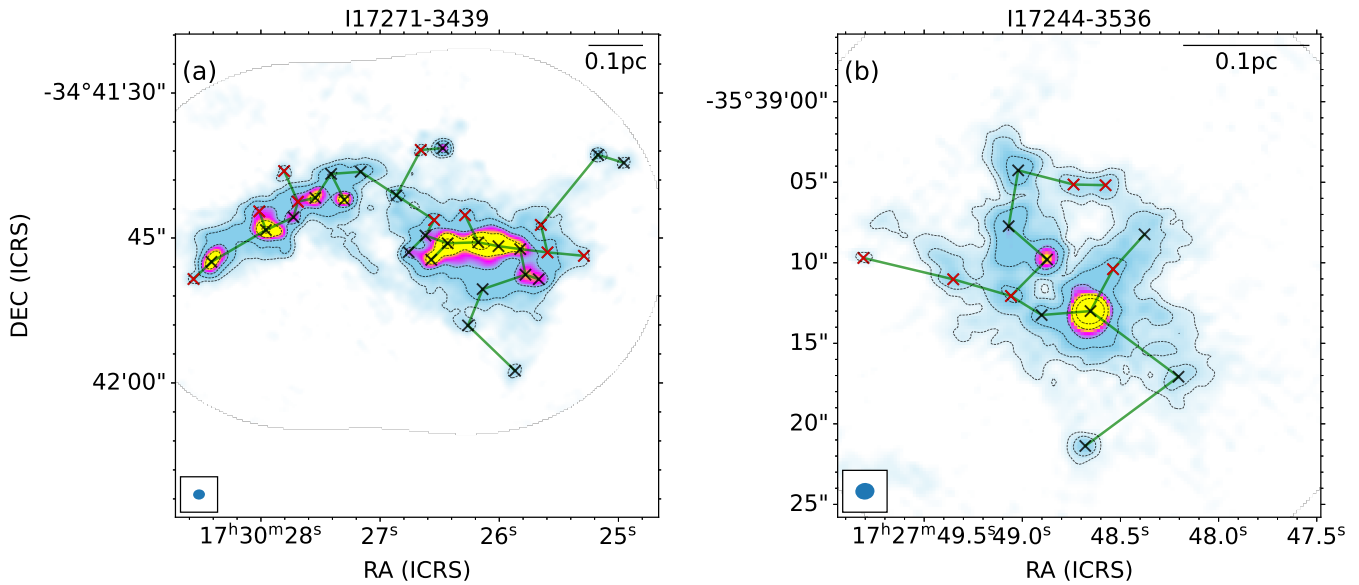 I17271-3439
(a)
0.1pc
-34°41'30"
45"
42'00"
DEC (ICRS)
17ʰ30ᵐ28ˢ
27ˢ
26ˢ
25ˢ
RA (ICRS)
I17244-3536
(b)
0.1pc
-35°39'00"
05"
10"
15"
20"
25"
17ʰ27ᵐ49.5ˢ
49.0ˢ
48.5ˢ
48.0ˢ
47.5ˢ
RA (ICRS)